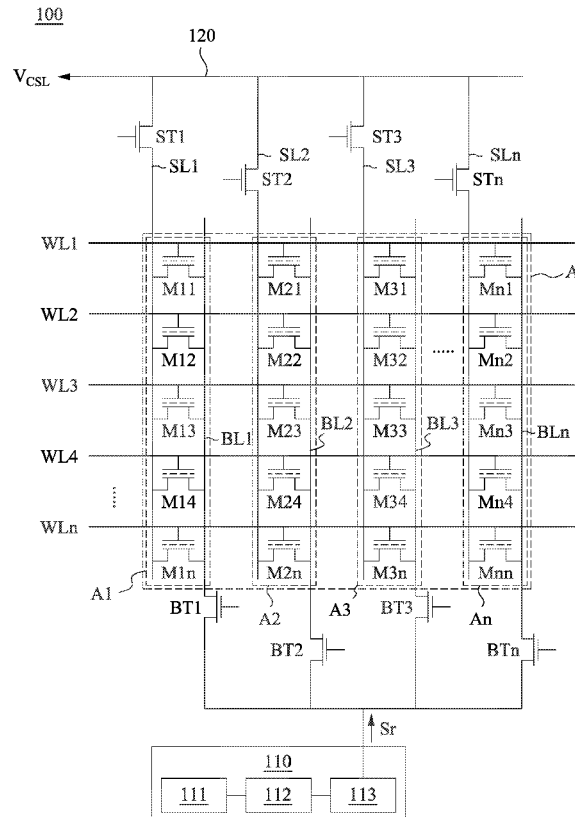 100
120
VCSL
ST1 ST3
SL1 SL2 SL3 SLn
ST2 STn
WL1
A
M11 M21 M31 Mn1
WL2
M12 M22 M32 ..... Mn2
WL3
M13 M23 M33 Mn3
BL1 BL2 BL3 BLn
WL4
M14 M24 M34 Mn4
.....
WLn
M1n M2n M3n Mnn
A1 BT1 A2 A3 BT3 An
BT2 BTn
Sr
110
111 112 113